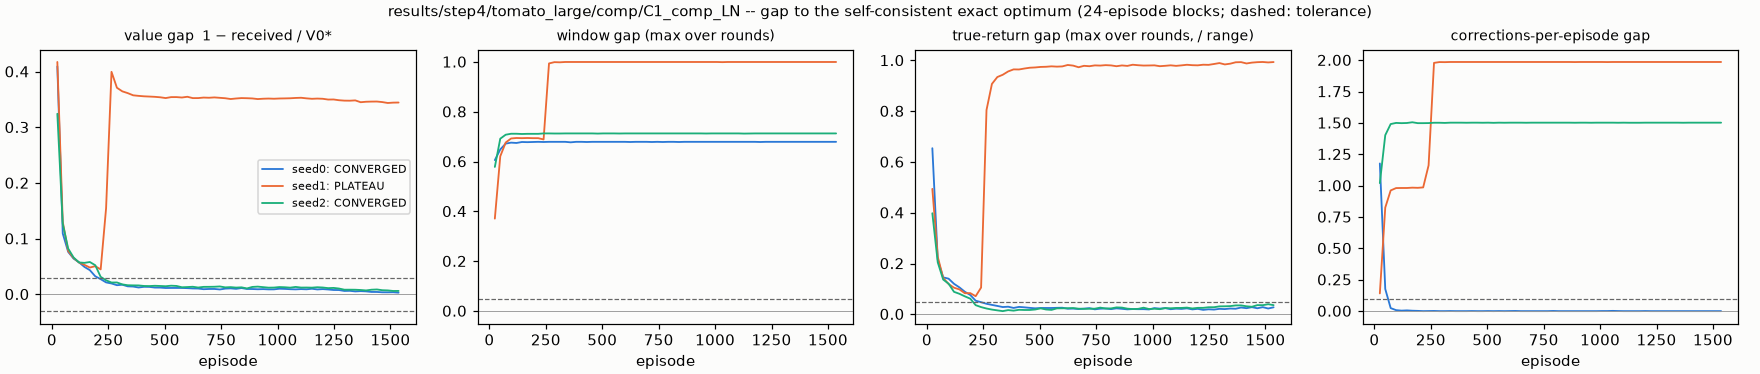 results/step4/tomato_large/comp/C1_comp_LN -- gap to the self-consistent exact optimum (24-episode blocks; dashed: tolerance)
value gap  1 − received / V0*
0.4
0.3
0.2
0.1
0.0
seed0: CONVERGED
seed1: PLATEAU
seed2: CONVERGED
0 250 500 750 1000 1250 1500
episode
window gap (max over rounds)
1.0
0.8
0.6
0.4
0.2
0.0
0 250 500 750 1000 1250 1500
episode
true-return gap (max over rounds, / range)
1.0
0.8
0.6
0.4
0.2
0.0
0 250 500 750 1000 1250 1500
episode
corrections-per-episode gap
2.00
1.75
1.50
1.25
1.00
0.75
0.50
0.25
0.00
0 250 500 750 1000 1250 1500
episode